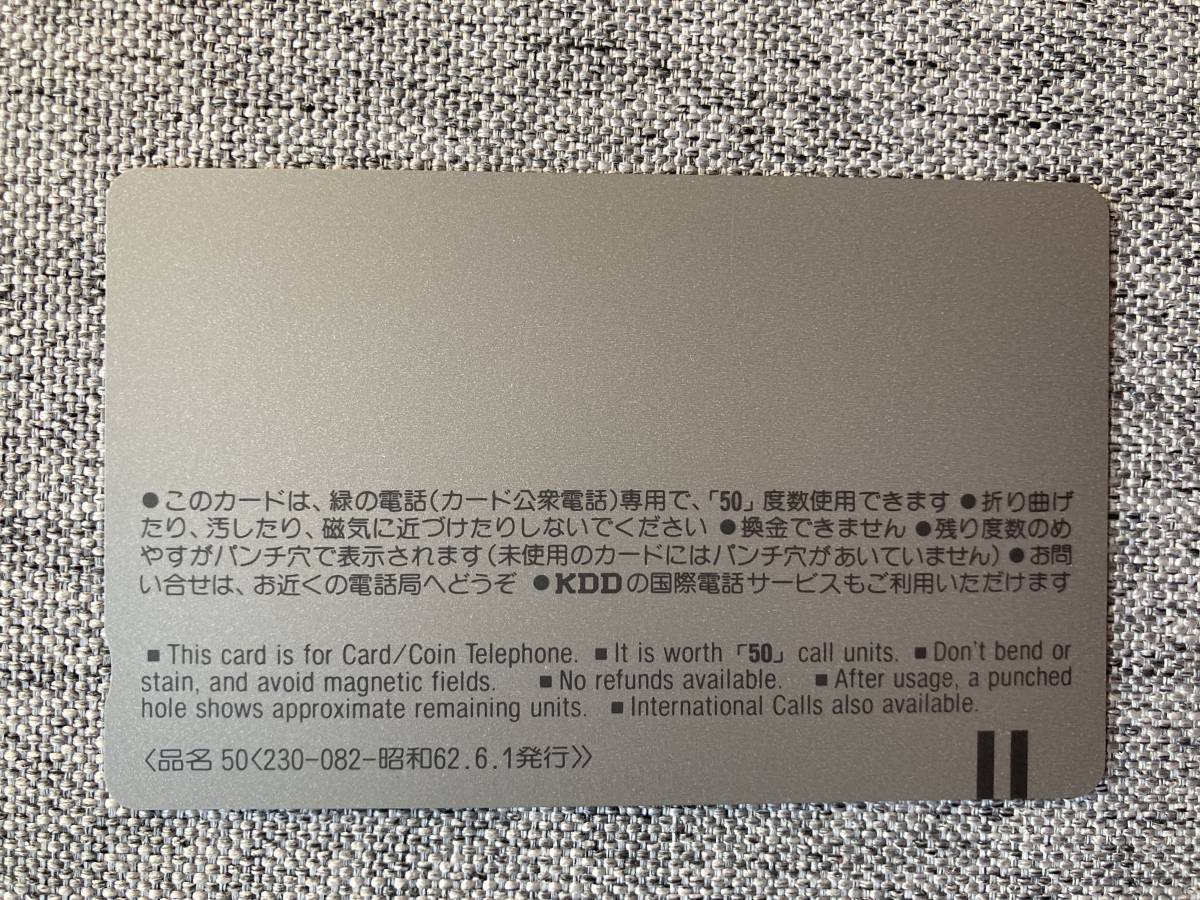 ●このカードは、緑の電話(カード公衆電話)専用で、「50」度数使用できます ●折り曲げ
たり、汚したり、磁気に近づけたりしないでください ●換金できません ●残り度数のめ
やすがパンチ穴で表示されます(未使用のカードにはパンチ穴があいていません) ●お問
い合せは、お近くの電話局へどうぞ ●KDDの国際電話サービスもご利用いただけます
■This card is for Card/Coin Telephone. ■It is worth「50」call units. ■Don't bend or
stain, and avoid magnetic fields. ■No refunds available. ■After usage, a punched
hole shows approximate remaining units. ■International Calls also available.
〈品名 50〈230-082-昭和62.6.1発行〉〉